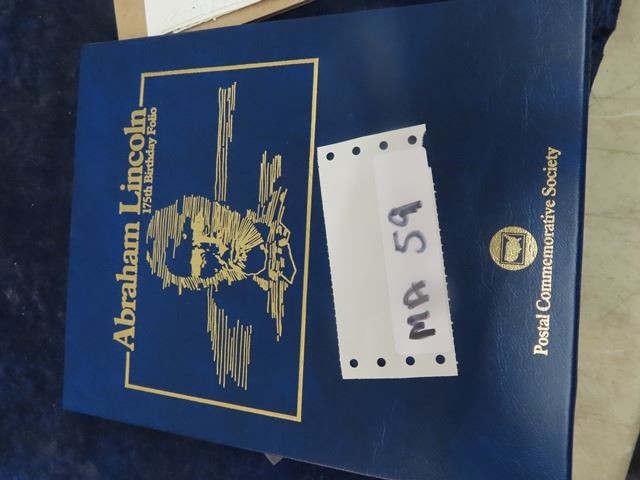 Abraham Lincoln
175th Birthday Folio
MA 59
Postal Commemorative Society